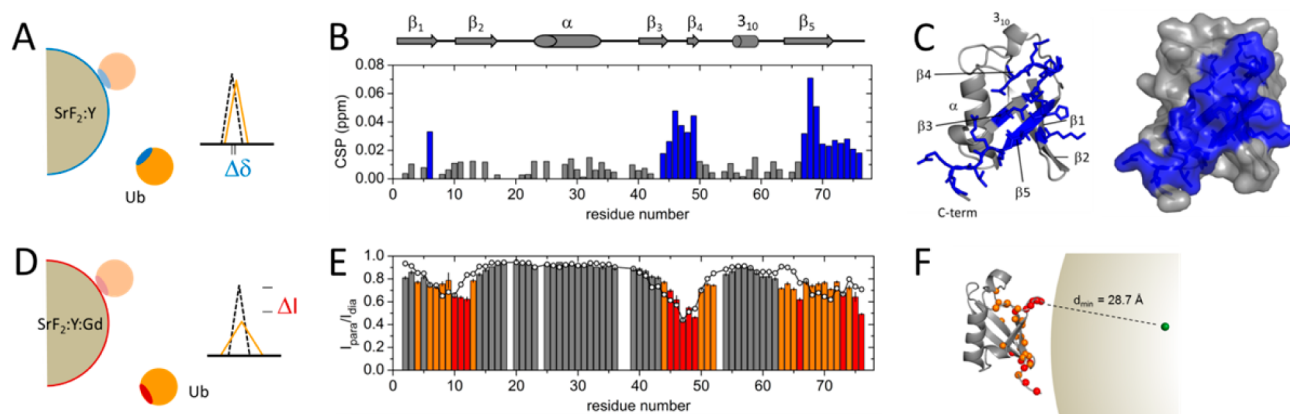 A
SrF₂:Y
Ub
Δδ
B
β₁ β₂ α β₃ β₄ 3₁₀ β₅
CSP (ppm)
0.08
0.06
0.04
0.02
0.00
0 10 20 30 40 50 60 70
residue number
C
3₁₀
β4
α
β3
β1
β2
β5
C-term
D
SrF₂:Y:Gd
Ub
ΔI
E
Ipara/Idia
1.0
0.8
0.6
0.4
0.2
0.0
0 10 20 30 40 50 60 70
residue number
F
dmin = 28.7 Å